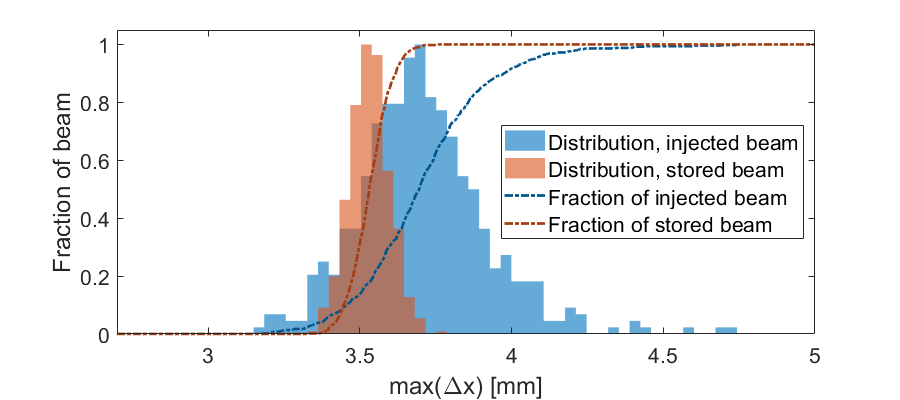 Fraction of beam
1
0.8
0.6
0.4
0.2
0
Distribution, injected beam
Distribution, stored beam
Fraction of injected beam
Fraction of stored beam
3
3.5
4
4.5
5
max(Δx) [mm]